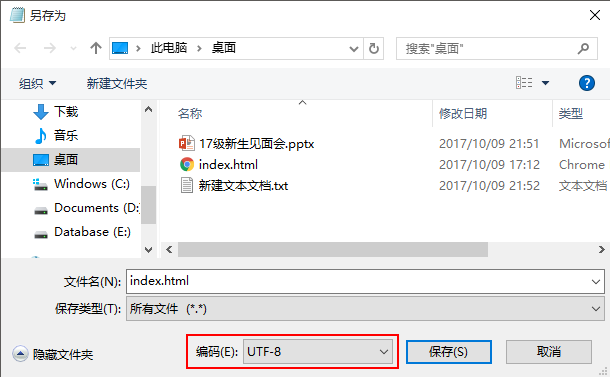 另存为
此电脑 桌面
搜索"桌面"
组织 新建文件夹
下载
音乐
桌面
Windows (C:)
Documents (D:
Database (E:)
名称 修改日期 类型
17级新生见面会.pptx 2017/10/09 21:51 Microsof
index.html 2017/10/09 17:12 Chrome
新建文本文档.txt 2017/10/09 21:52 文本文档
文件名(N): index.html
保存类型(T): 所有文件 (*.*)
隐藏文件夹 编码(E): UTF-8 保存(S) 取消